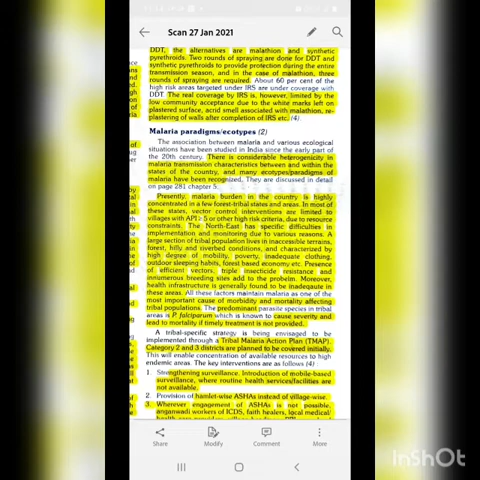 Scan 27 Jan 2021
DDT, the alternatives are malathion and synthetic
pyrethroids. Two rounds of spraying are done for DDT and
synthetic pyrethroids to provide protection during the entire
transmission season, and in the case of malathion, three
rounds of spraying are required. About 60 per cent of the
high risk areas targeted under IRS are under coverage with
DDT. The real coverage by IRS is, however, limited by the
low community acceptance due to the white marks left on
plastered surface, acrid smell associated with malathion, re-
plastering of walls after completion of IRS etc. (4).
Malaria paradigms/ecotypes (2)
The association between malaria and various ecological
situations have been studied in India since the early part of
the 20th century. There is considerable heterogenicity in
malaria transmission characteristics between and within the
states of the country, and many ecotypes/paradigms of
malaria have been recognized. They are discussed in detail
on page 281 chapter 5.
Presently, malaria burden in the country is highly
concentrated in a few forest-tribal states and areas. In most of
these states, vector control interventions are limited to
villages with API ≥ 5 or other high risk criteria, due to resource
constraints. The North-East has specific difficulties in
implementation and monitoring due to various reasons. A
large section of tribal population lives in inaccessible terrains,
forest, hilly and riverbed conditions, and characterized by
high degree of mobility, poverty, inadequate clothing,
outdoor sleeping habits, forest based economy etc. Presence
of efficient vectors, triple insecticide resistance and
innumerous breeding sites add to the probelm. Moreover,
health infrastructure is generally found to be inadequate in
these areas. All these factors maintain malaria as one of the
most important cause of morbidity and mortality affecting
tribal populations. The predominant parasite species in tribal
areas is P. falciparum which is known to cause severity and
lead to mortality if timely treatment is not provided.
A tribal-specific strategy is being envisaged to be
implemented through a Tribal Malaria Action Plan (TMAP).
Category 2 and 3 districts are planned to be covered initially.
This will enable concentration of available resources to high
endemic areas. The key interventions are as follows (4)
1. Strengthening surveillance. Introduction of mobile-based
surveillance, where routine health services/facilities are
not available.
2. Provision of hamlet-wise ASHAs instead of village-wise.
3. Wherever engagement of ASHAs is not possible,
anganwadi workers of ICDS, faith healers, local medical/
Share
Modify
Comment
More
InShOt